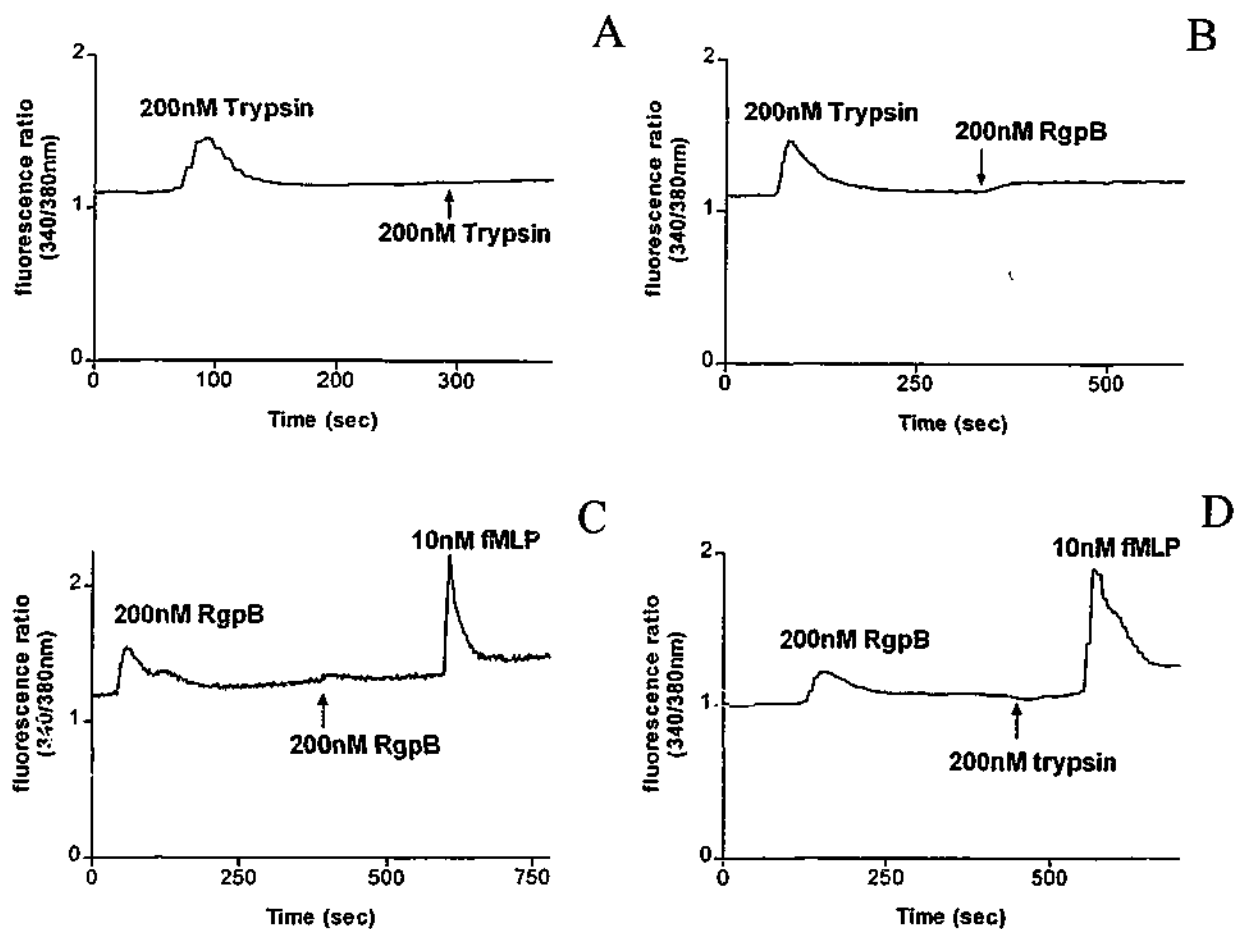 A
2
200nM Trypsin
1
200nM Trypsin
0
0 100 200 300
fluorescence ratio
(340/380nm)
Time (sec)
B
2
200nM Trypsin
200nM RgpB
1
0
0 250 500
fluorescence ratio
(340/380nm)
Time (sec)
C
10nM fMLP
2
200nM RgpB
1
200nM RgpB
0
0 250 500 750
fluorescence ratio
(340/380nm)
Time (sec)
D
2
10nM fMLP
200nM RgpB
1
200nM trypsin
0
0 250 500
fluorescence ratio
(340/380nm)
Time (sec)